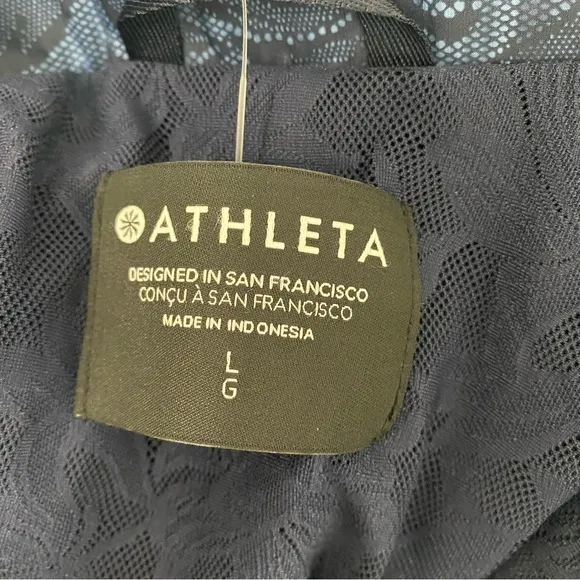 ATHLETA
DESIGNED IN SAN FRANCISCO
CONÇU À SAN FRANCISCO
MADE IN INDONESIA
L
G